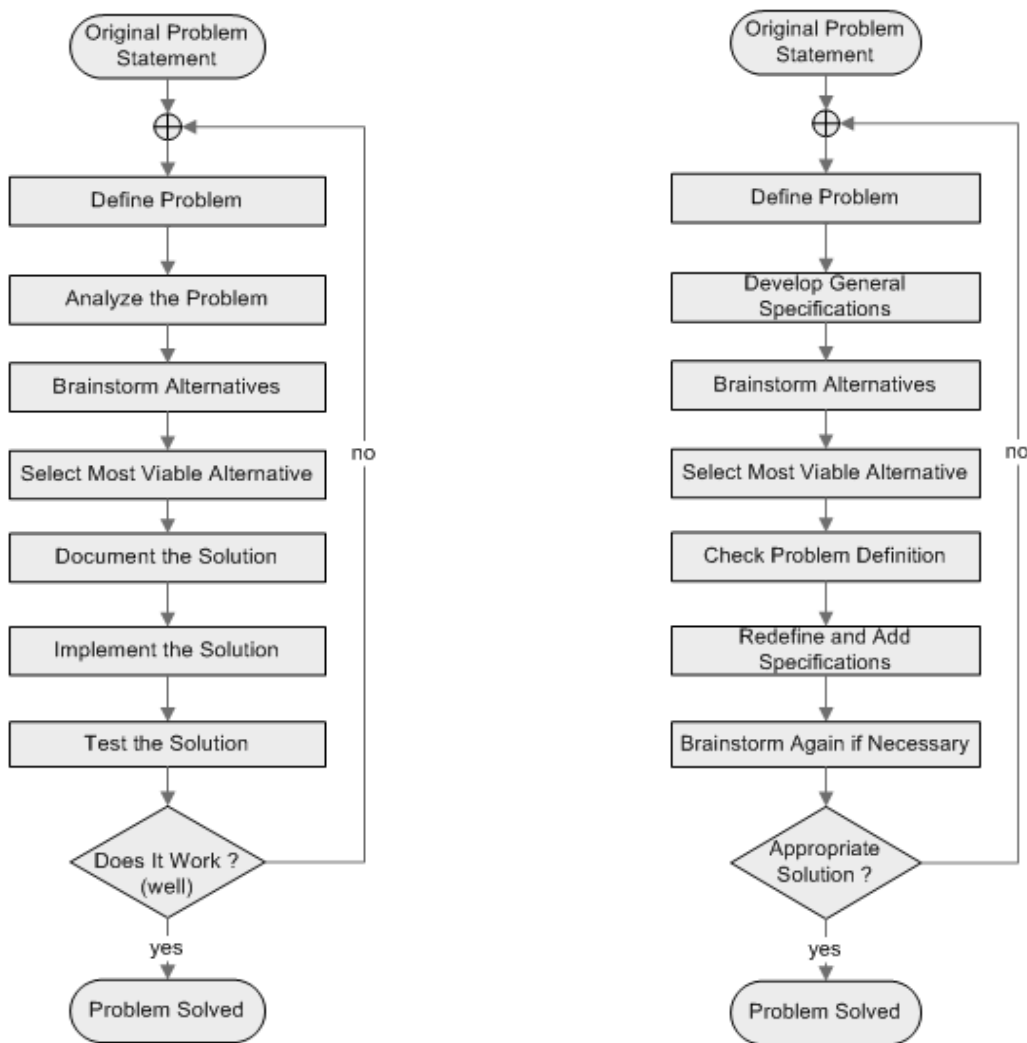 Original Problem
Statement
Define Problem
Analyze the Problem
Brainstorm Alternatives
Select Most Viable Alternative
no
Document the Solution
Implement the Solution
Test the Solution
Does It Work ?
(well)
yes
Problem Solved
Original Problem
Statement
Define Problem
Develop General
Specifications
Brainstorm Alternatives
Select Most Viable Alternative
no
Check Problem Definition
Redefine and Add
Specifications
Brainstorm Again if Necessary
Appropriate
Solution ?
yes
Problem Solved